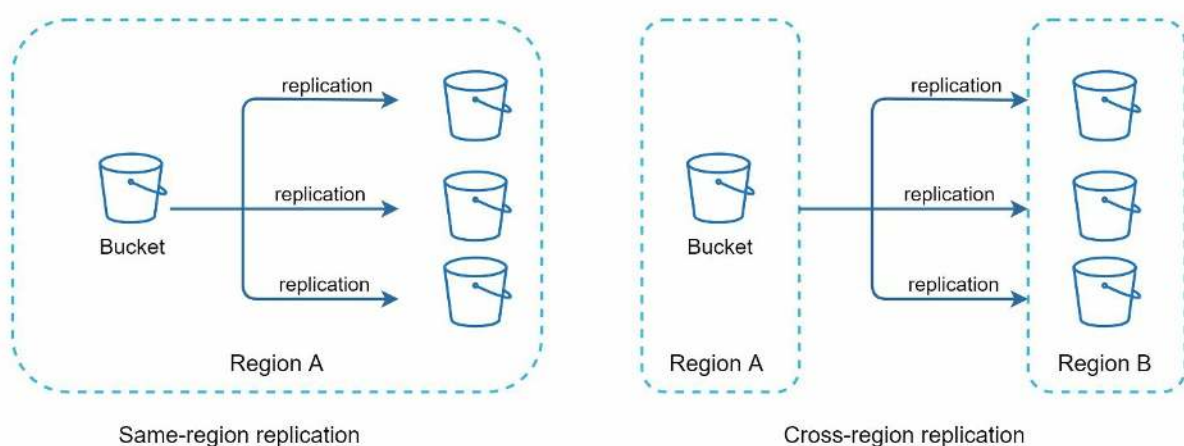 replication
replication
Bucket
replication
Region A
Same-region replication
replication
replication
Bucket
replication
Region A
Region B
Cross-region replication